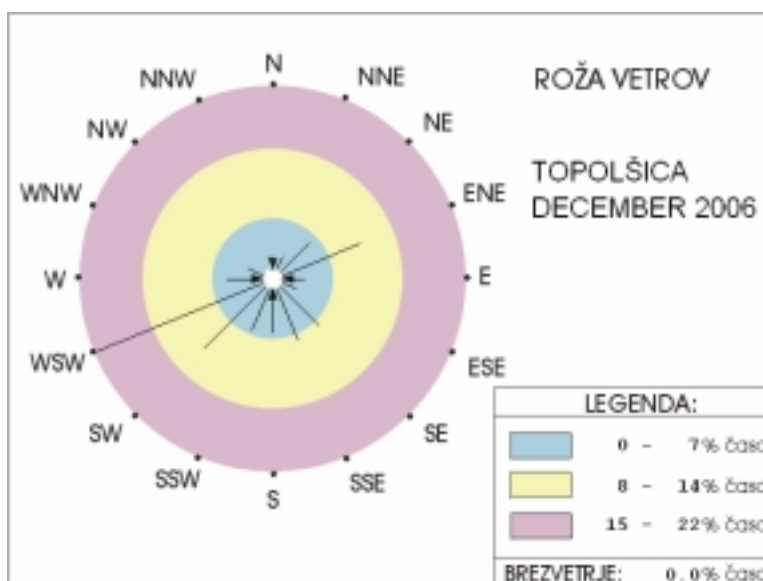 ROŽA VETROV
TOPOLŠICA
DECEMBER 2006
N
NNE
NE
ENE
E
ESE
SE
SSE
S
SSW
SW
WSW
W
WNW
NW
NNW
LEGENDA:
0 - 7% časa
8 - 14% časa
15 - 22% časa
BREZVETRJE: 0.0% časa